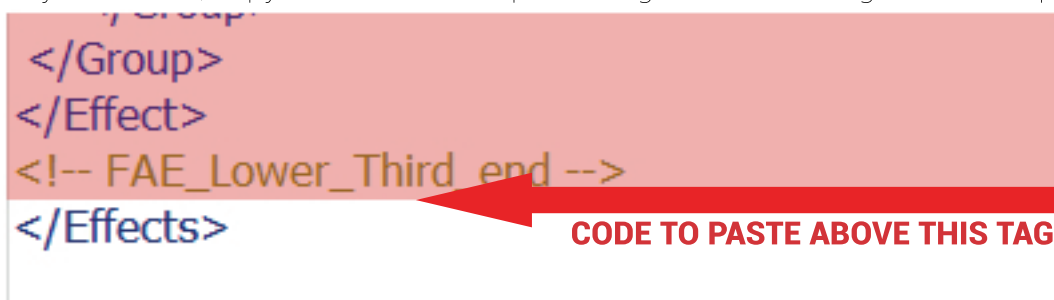 </Group>
</Effect>
<!-- FAE_Lower_Third_end -->
</Effects>
CODE TO PASTE ABOVE THIS TAG